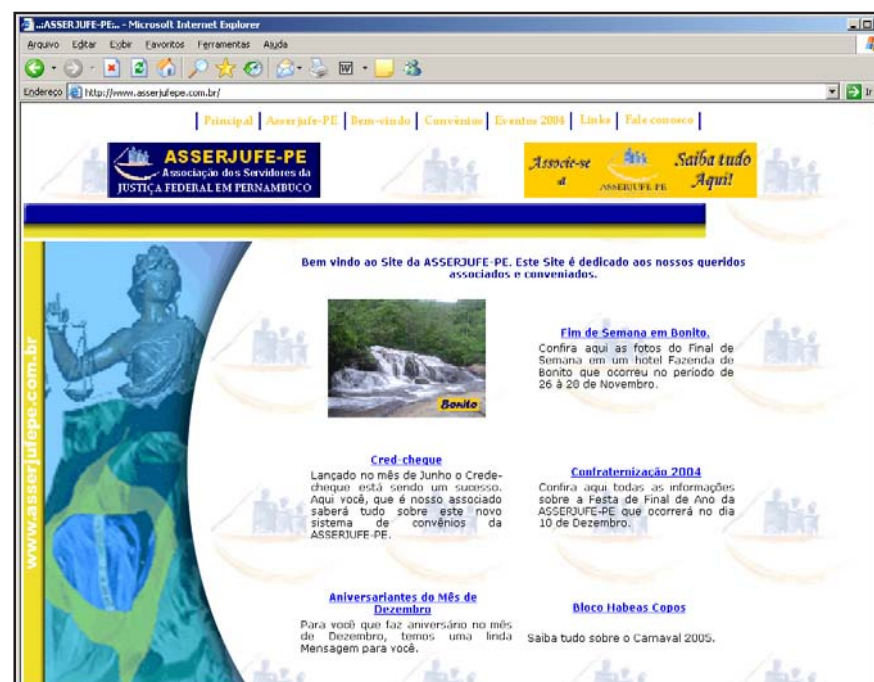 ..:ASSERJUFE-PE:.. - Microsoft Internet Explorer
Arquivo Editar Exibir Favoritos Ferramentas Ajuda
Endereço http://www.asserjufepe.com.br/ Ir
Principal | Asserjufe-PE | Bem-vindo | Convênios | Eventos 2004 | Links | Fale conosco |
ASSERJUFE-PE
Associação dos Servidores da
JUSTIÇA FEDERAL EM PERNAMBUCO
Associe-se
a
ASSERJUFE-PE
Saiba tudo
Aqui!
Bem vindo ao Site da ASSERJUFE-PE. Este Site é dedicado aos nossos queridos
associados e conveniados.
Bonito
Fim de Semana em Bonito.
Confira aqui as fotos do Final de
Semana em um hotel Fazenda de
Bonito que ocorreu no período de
26 à 28 de Novembro.
Cred-cheque
Lançado no mês de Junho o Crede-
cheque está sendo um sucesso.
Aqui você, que é nosso associado
saberá tudo sobre este novo
sistema de convênios da
ASSERJUFE-PE.
Confraternização 2004
Confira aqui todas as informações
sobre a Festa de Final de Ano da
ASSERJUFE-PE que ocorrerá no dia
10 de Dezembro.
Aniversariantes do Mês de
Dezembro
Para você que faz aniversário no mês
de Dezembro, temos uma linda
Mensagem para você.
Bloco Habeas Copos
Saiba tudo sobre o Carnaval 2005.
www.asserjufepe.com.br